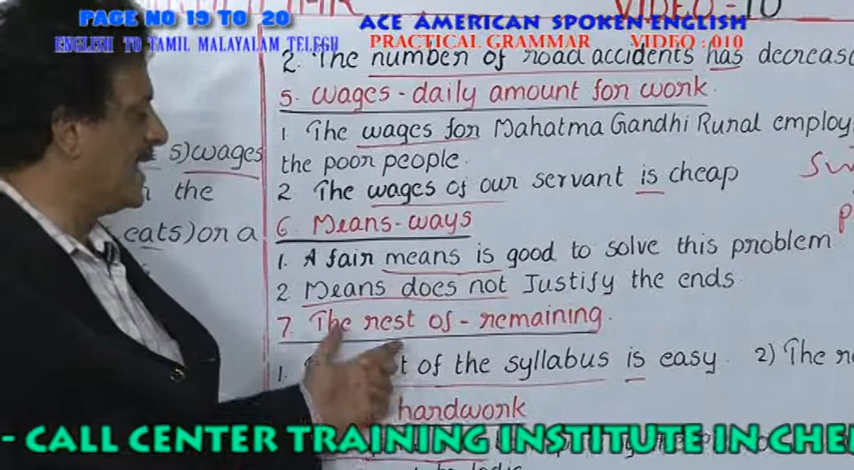 PAGE NO 19 TO 20
ACE AMERICAN SPOKEN ENGLISH
ENGLISH TO TAMIL MALAYALAM TELEGU
PRACTICAL GRAMMAR VIDEO : 010
VIDEO - 10
2. The number of road accidents has
5. wages - daily amount for work
1 The wages for Mahatma Gandhi Rural
5) wages
the poor people.
the
2. The wages of our servant is cheap
6. Means - ways
eats) or a
1. A fair means is good to solve this problem
2. Means does not Justify the ends.
7. The rest of - remaining.
1. of the syllabus is easy 2) The
hardwork
- CALL CENTER TRAINING INSTITUTE IN